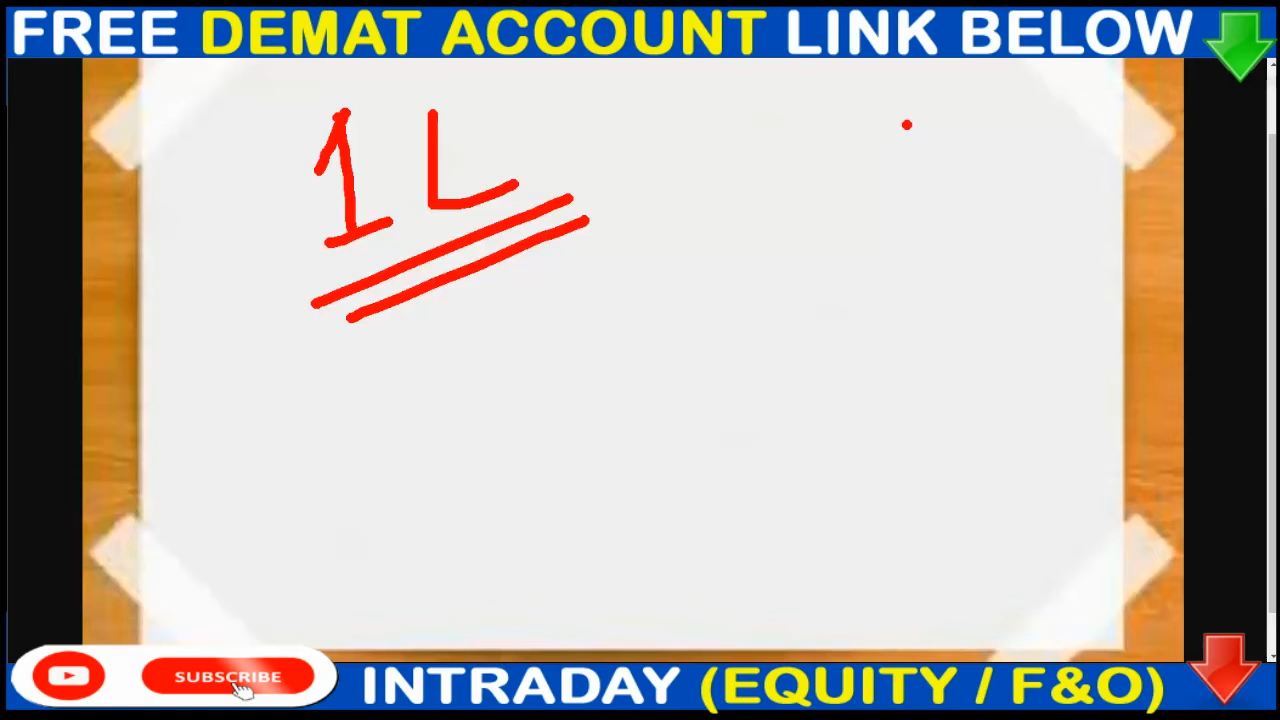 FREE DEMAT ACCOUNT LINK BELOW
1 L
SUBSCRIBE
INTRADAY (EQUITY / F&O)